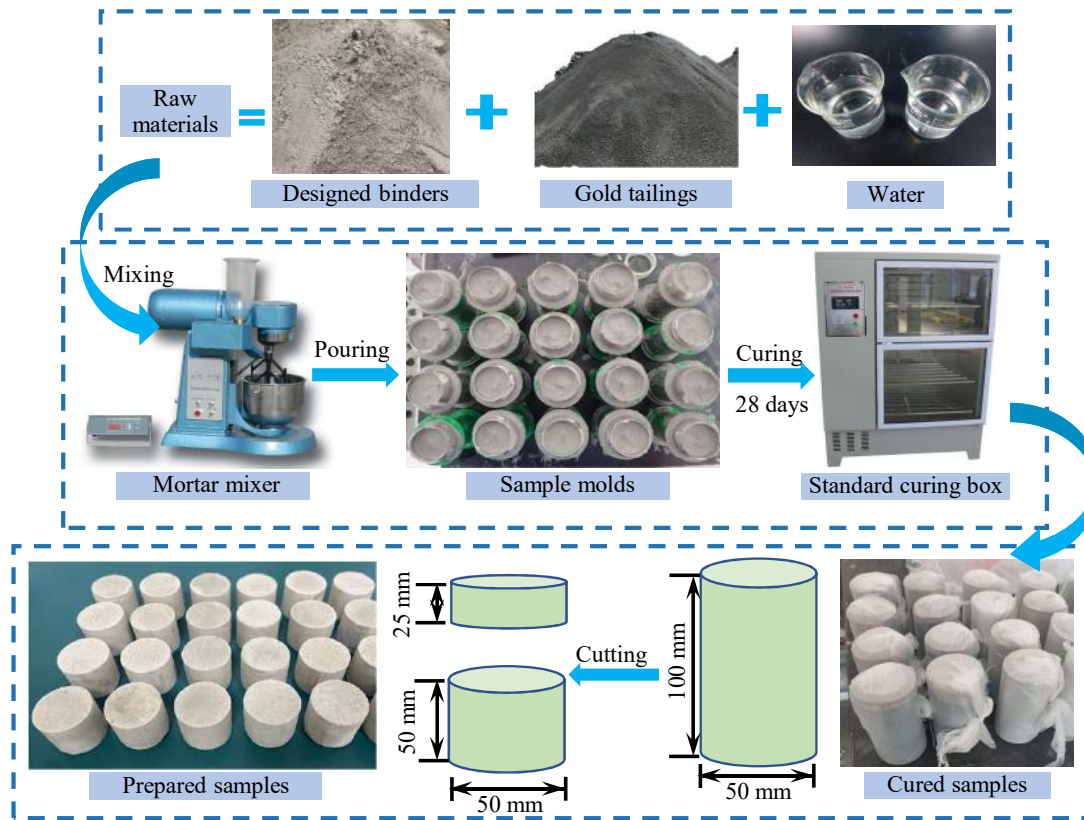 Raw
materials
Designed binders
Gold tailings
Water
Mixing
Pouring
Curing
28 days
Mortar mixer
Sample molds
Standard curing box
25 mm
50 mm
50 mm
Cutting
100 mm
50 mm
Prepared samples
Cured samples